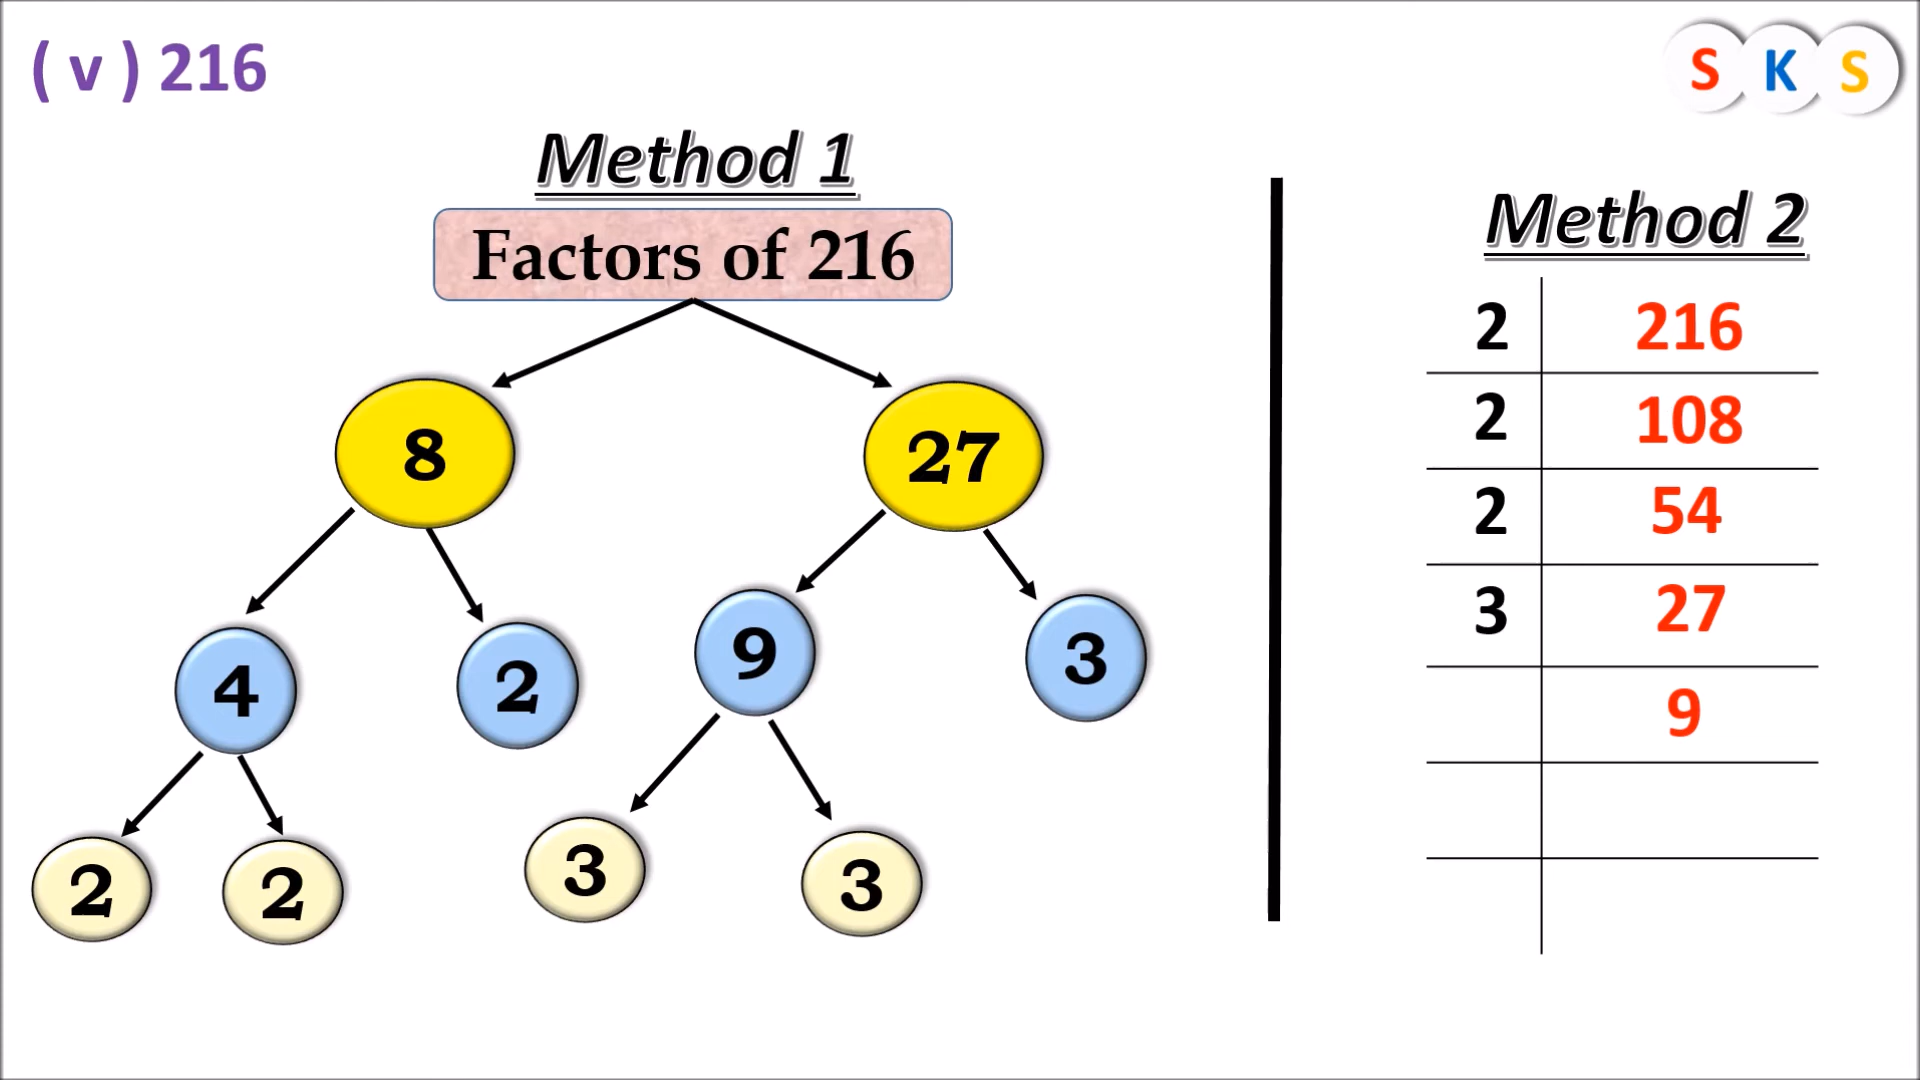 ( v ) 216
S K S
Method 1
Factors of 216
8 27
4 2 9 3
2 2 3 3
Method 2
2 216
2 108
2 54
3 27
9